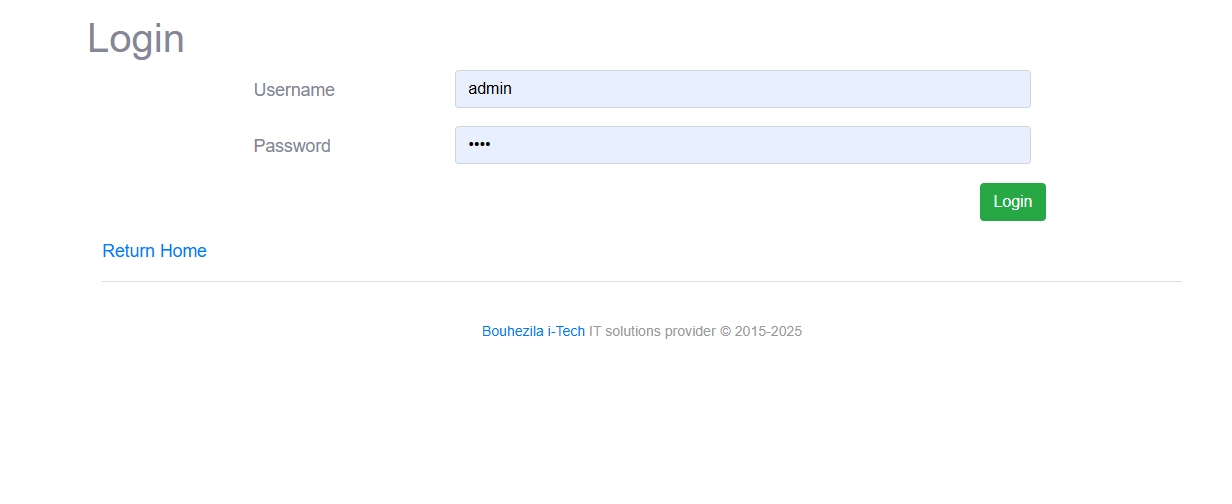 Login
Username
admin
Password
••••
Login
Return Home
Bouhezila i-Tech IT solutions provider © 2015-2025